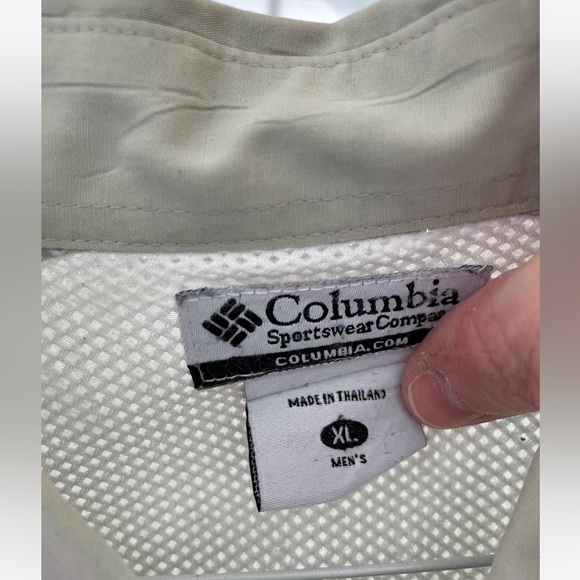 Columbia
Sportswear
COLUMBIA.COM
MADE IN THAILAND
XL
MEN'S